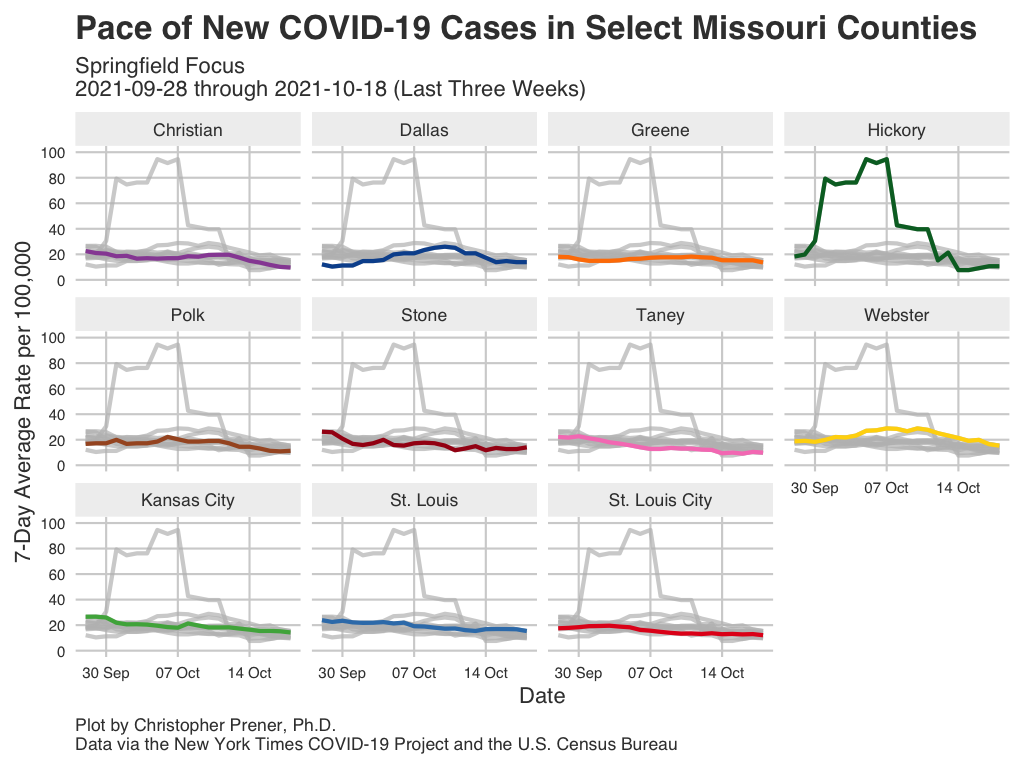 Pace of New COVID-19 Cases in Select Missouri Counties
Springfield Focus
2021-09-28 through 2021-10-18 (Last Three Weeks)
Christian
Dallas
Greene
Hickory
100
80
60
40
20
0
Polk
Stone
Taney
Webster
100
80
60
40
20
0
30 Sep
07 Oct
14 Oct
Kansas City
St. Louis
St. Louis City
100
80
60
40
20
0
30 Sep
07 Oct
14 Oct
30 Sep
07 Oct
14 Oct
30 Sep
07 Oct
14 Oct
7-Day Average Rate per 100,000
Date
Plot by Christopher Prener, Ph.D.
Data via the New York Times COVID-19 Project and the U.S. Census Bureau